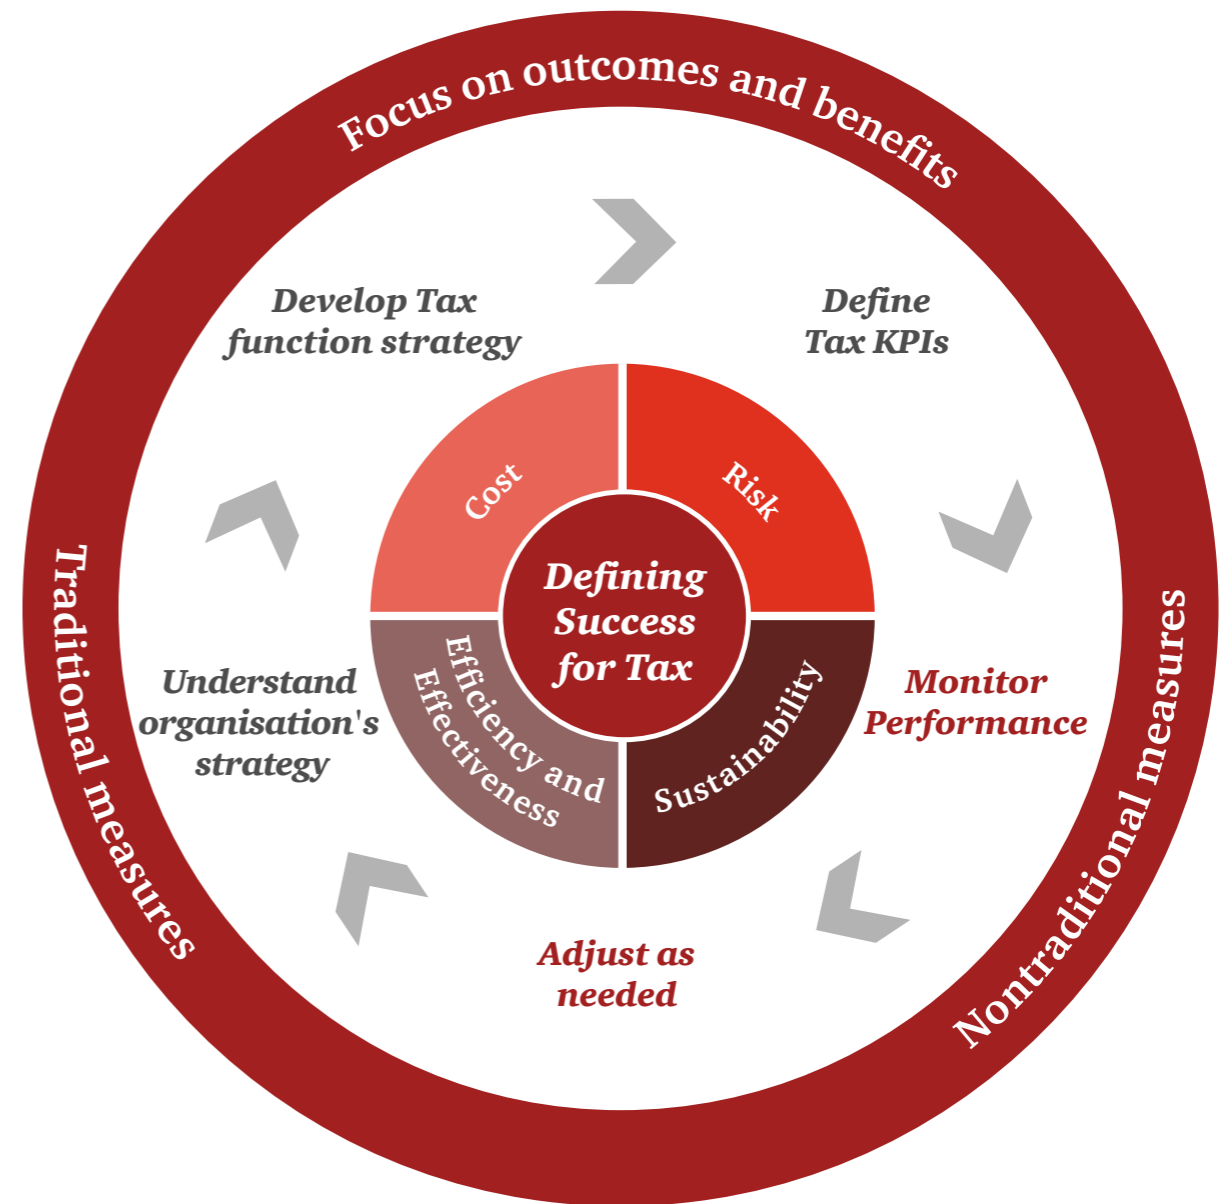 Focus on outcomes and benefits
Develop Tax
function strategy
Define
Tax KPIs
Cost
Risk
Defining
Success
for Tax
Traditional measures
Understand
organisation's
strategy
Efficiency and
Effectiveness
Sustainability
Monitor
Performance
Nontraditional measures
Adjust as
needed